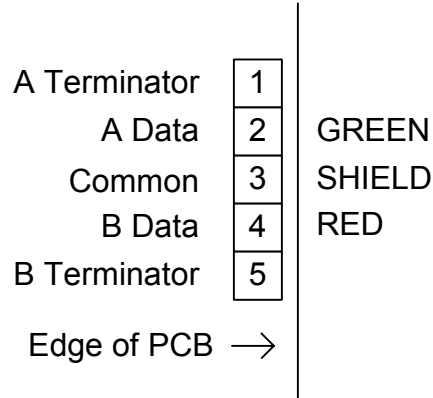 A Terminator 1
A Data 2 GREEN
Common 3 SHIELD
B Data 4 RED
B Terminator 5
Edge of PCB →